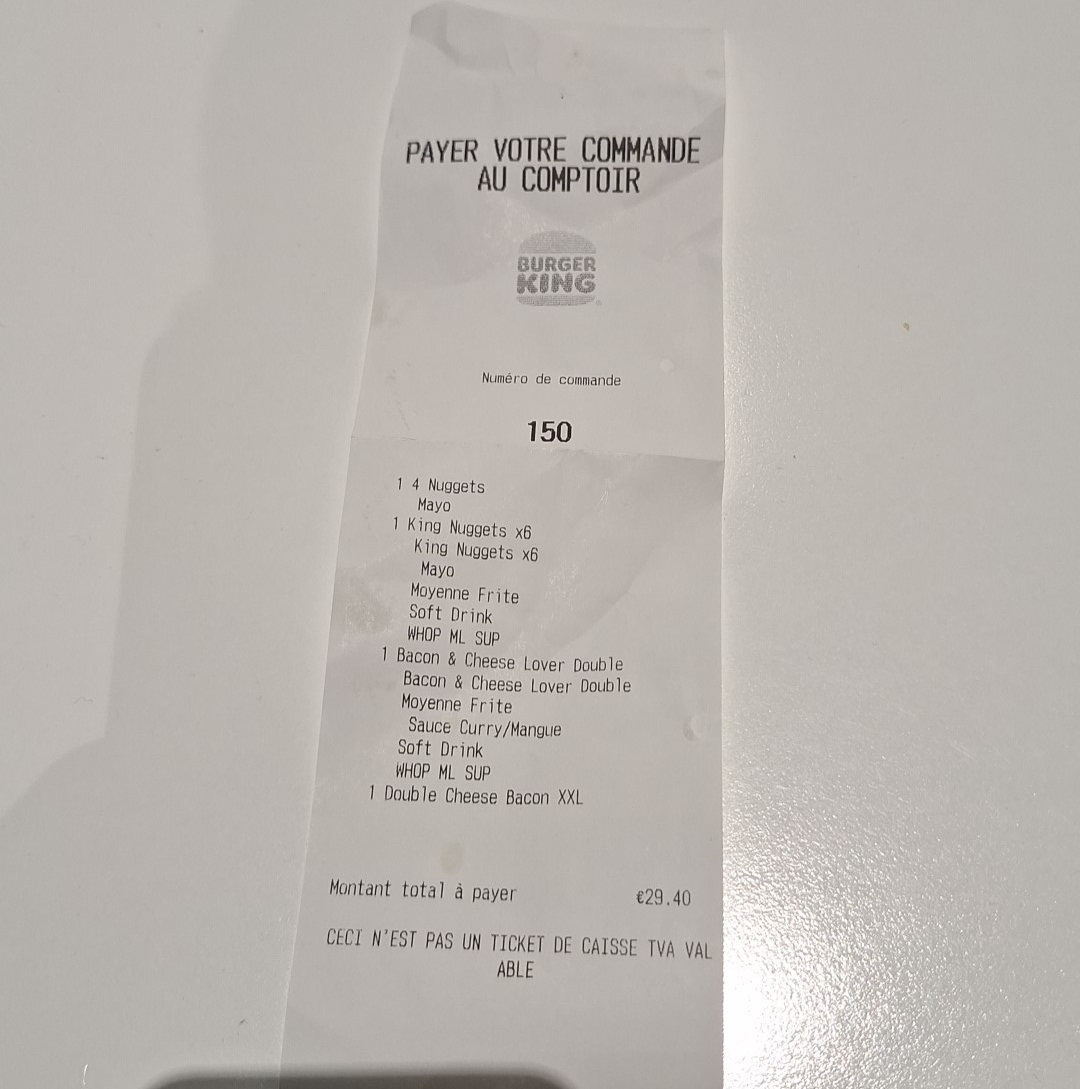 PAYER VOTRE COMMANDE
AU COMPTOIR
BURGER
KING
Numéro de commande
150
1 4 Nuggets
Mayo
1 King Nuggets x6
King Nuggets x6
Mayo
Moyenne Frite
Soft Drink
WHOP ML SUP
1 Bacon & Cheese Lover Double
Bacon & Cheese Lover Double
Moyenne Frite
Sauce Curry/Mangue
Soft Drink
WHOP ML SUP
1 Double Cheese Bacon XXL
Montant total à payer €29.40
CECI N'EST PAS UN TICKET DE CAISSE TVA VAL
ABLE